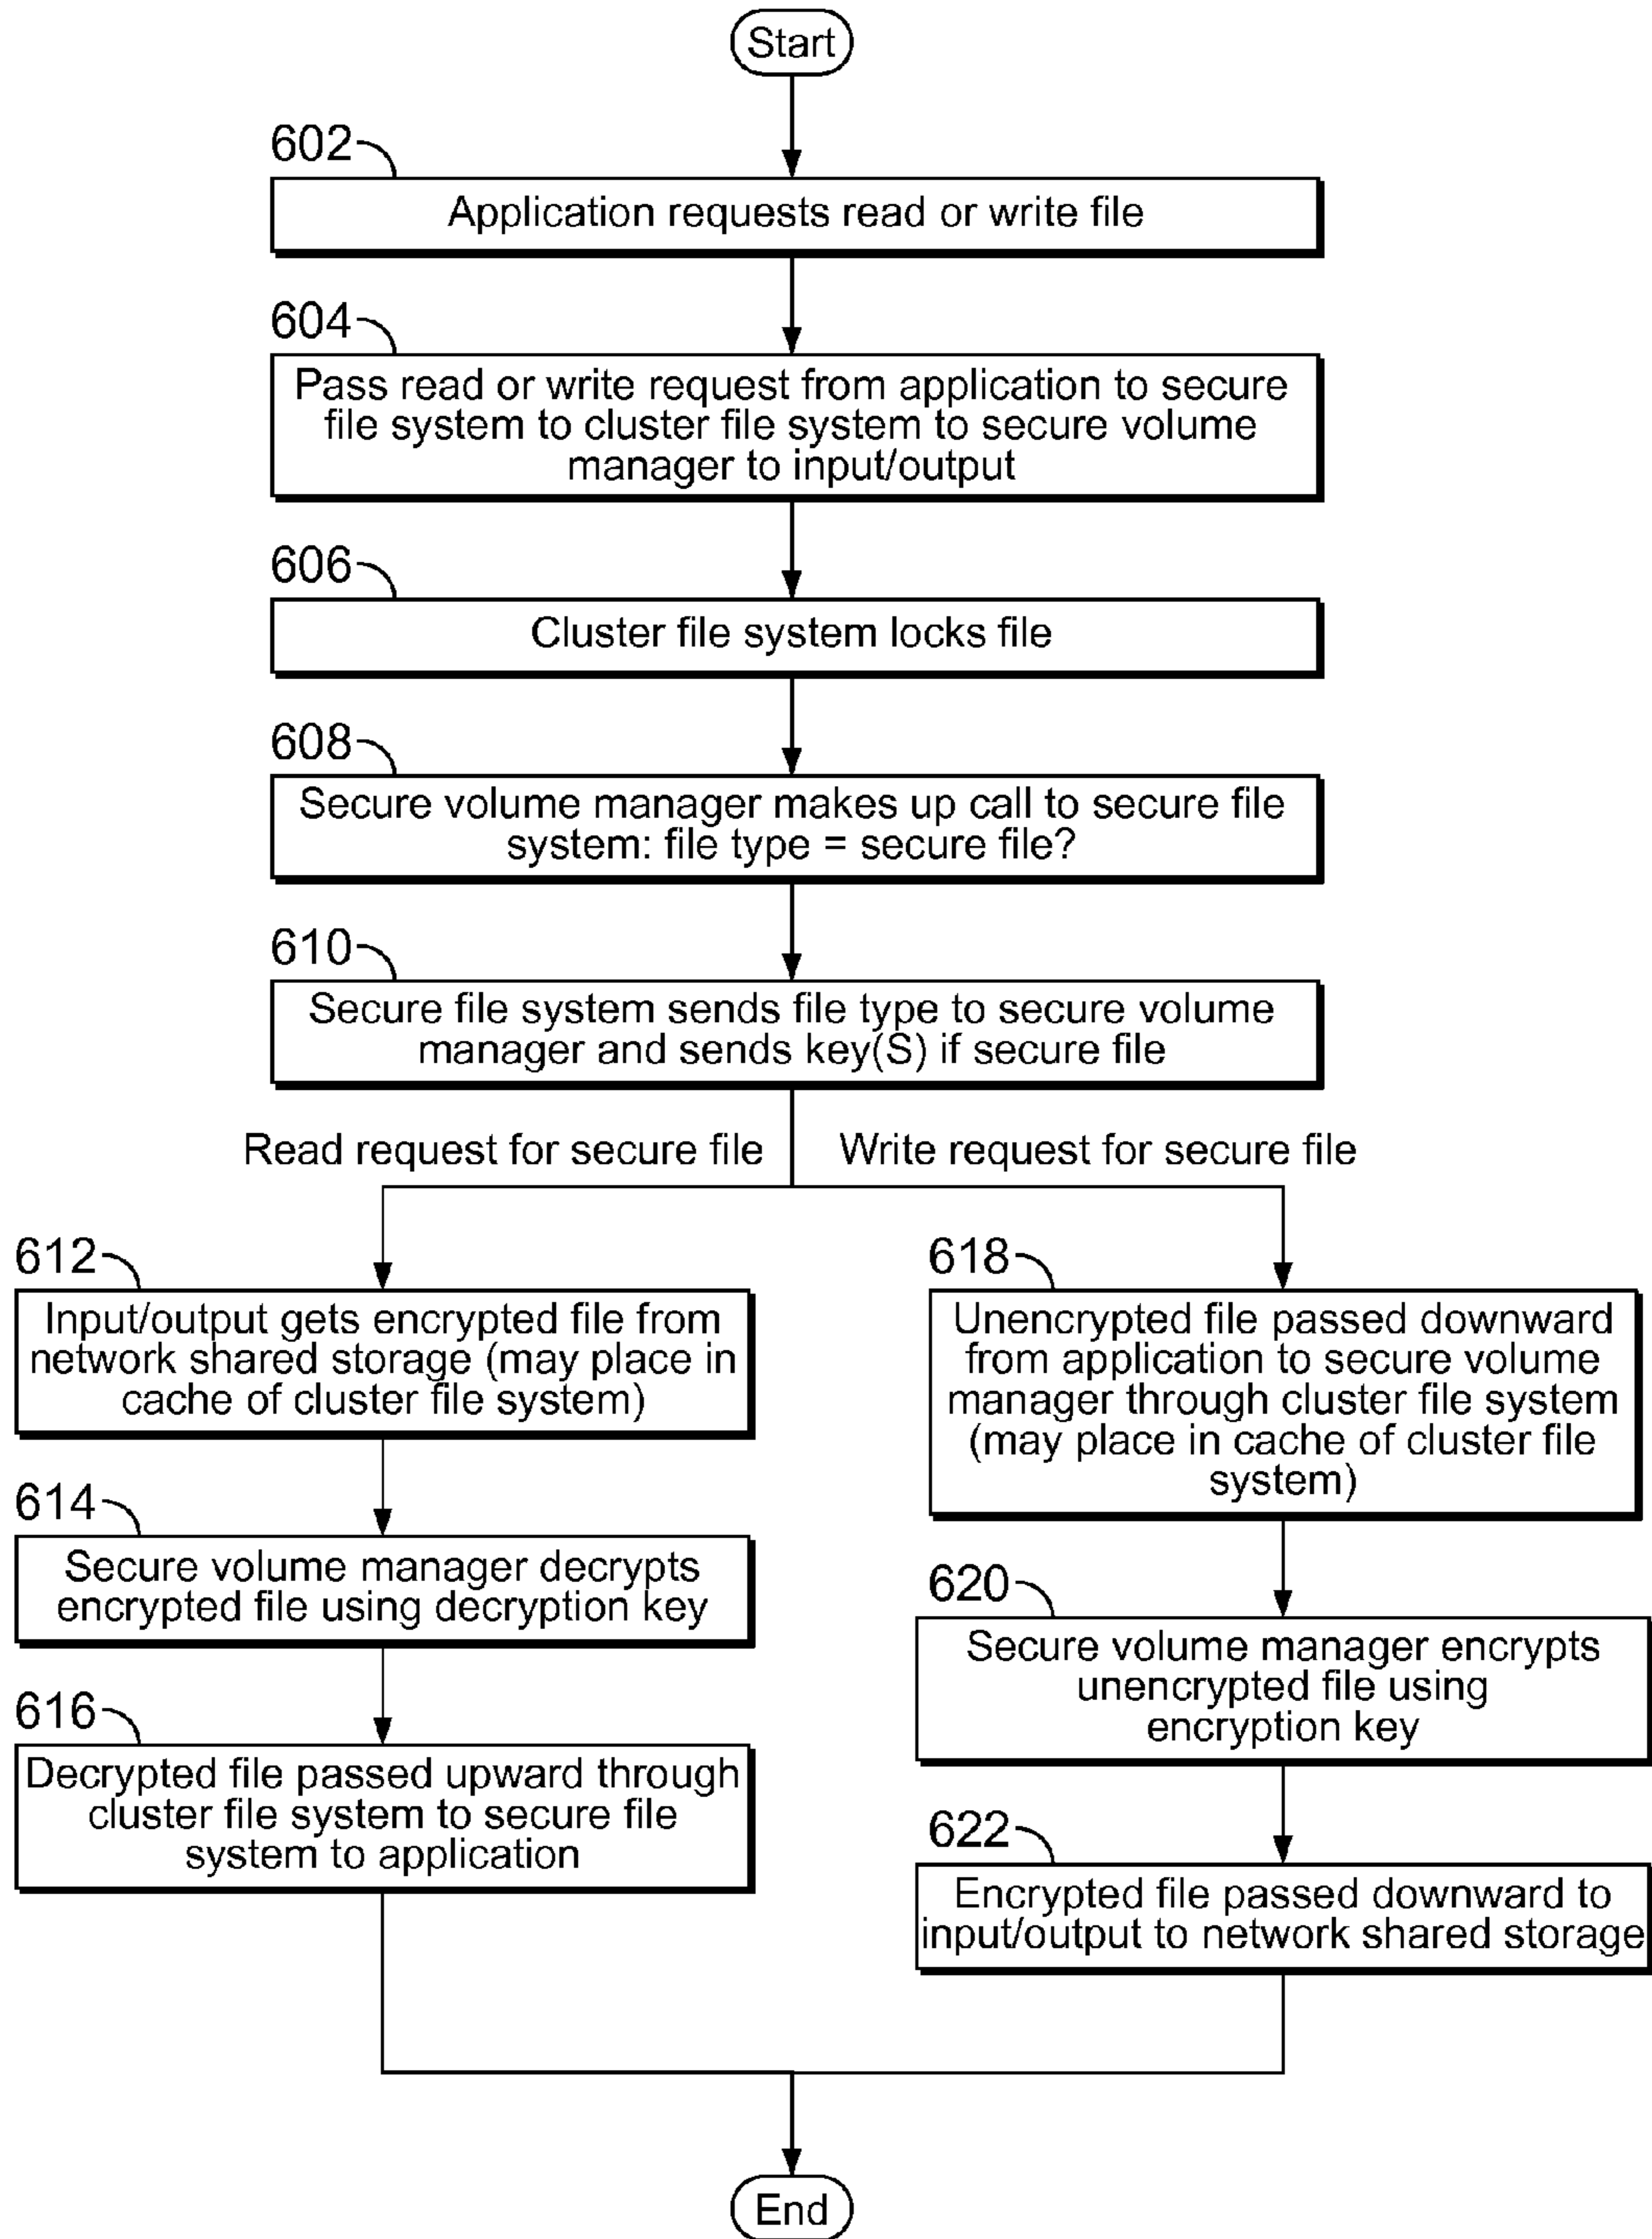 Start
602
Application requests read or write file
604
Pass read or write request from application to secure
file system to cluster file system to secure volume
manager to input/output
606
Cluster file system locks file
608
Secure volume manager makes up call to secure file
system: file type = secure file?
610
Secure file system sends file type to secure volume
manager and sends key(S) if secure file
Read request for secure file
Write request for secure file
612
Input/output gets encrypted file from
network shared storage (may place in
cache of cluster file system)
614
Secure volume manager decrypts
encrypted file using decryption key
616
Decrypted file passed upward through
cluster file system to secure file
system to application
618
Unencrypted file passed downward
from application to secure volume
manager through cluster file system
(may place in cache of cluster file
system)
620
Secure volume manager encrypts
unencrypted file using
encryption key
622
Encrypted file passed downward to
input/output to network shared storage
End